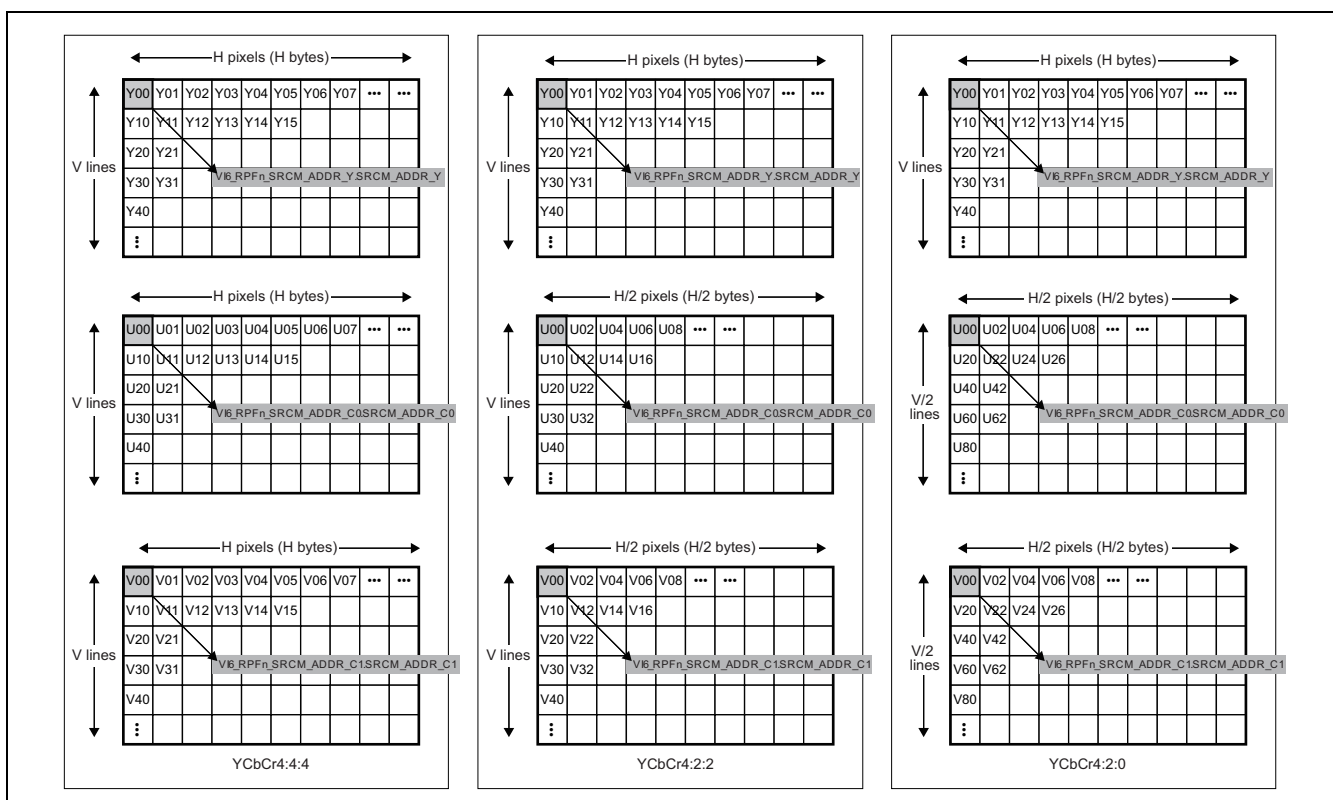 H pixels (H bytes)
Y00 Y01 Y02 Y03 Y04 Y05 Y06 Y07 ••• •••
Y10 Y11 Y12 Y13 Y14 Y15
Y20 Y21
V lines
VI6_RPFn_SRCM_ADDR_Y.SRCM_ADDR_Y
Y30 Y31
Y40
⋮
H pixels (H bytes)
U00 U01 U02 U03 U04 U05 U06 U07 ••• •••
U10 U11 U12 U13 U14 U15
U20 U21
V lines
VI6_RPFn_SRCM_ADDR_C0.SRCM_ADDR_C0
U30 U31
U40
⋮
H pixels (H bytes)
V00 V01 V02 V03 V04 V05 V06 V07 ••• •••
V10 V11 V12 V13 V14 V15
V20 V21
V lines
VI6_RPFn_SRCM_ADDR_C1.SRCM_ADDR_C1
V30 V31
V40
⋮
YCbCr4:4:4
H pixels (H bytes)
Y00 Y01 Y02 Y03 Y04 Y05 Y06 Y07 ••• •••
Y10 Y11 Y12 Y13 Y14 Y15
Y20 Y21
V lines
VI6_RPFn_SRCM_ADDR_Y.SRCM_ADDR_Y
Y30 Y31
Y40
⋮
H/2 pixels (H/2 bytes)
U00 U02 U04 U06 U08 ••• •••
U10 U12 U14 U16
U20 U22
V lines
VI6_RPFn_SRCM_ADDR_C0.SRCM_ADDR_C0
U30 U32
U40
⋮
H/2 pixels (H/2 bytes)
V00 V02 V04 V06 V08 ••• •••
V10 V12 V14 V16
V20 V22
V lines
VI6_RPFn_SRCM_ADDR_C1.SRCM_ADDR_C1
V30 V32
V40
⋮
YCbCr4:2:2
H pixels (H bytes)
Y00 Y01 Y02 Y03 Y04 Y05 Y06 Y07 ••• •••
Y10 Y11 Y12 Y13 Y14 Y15
Y20 Y21
V lines
VI6_RPFn_SRCM_ADDR_Y.SRCM_ADDR_Y
Y30 Y31
Y40
⋮
H/2 pixels (H/2 bytes)
U00 U02 U04 U06 U08 ••• •••
U20 U22 U24 U26
U40 U42
V/2
lines
VI6_RPFn_SRCM_ADDR_C0.SRCM_ADDR_C0
U60 U62
U80
⋮
H/2 pixels (H/2 bytes)
V00 V02 V04 V06 V08 ••• •••
V20 V22 V24 V26
V40 V42
V/2
lines
VI6_RPFn_SRCM_ADDR_C1.SRCM_ADDR_C1
V60 V62
V80
⋮
YCbCr4:2:0